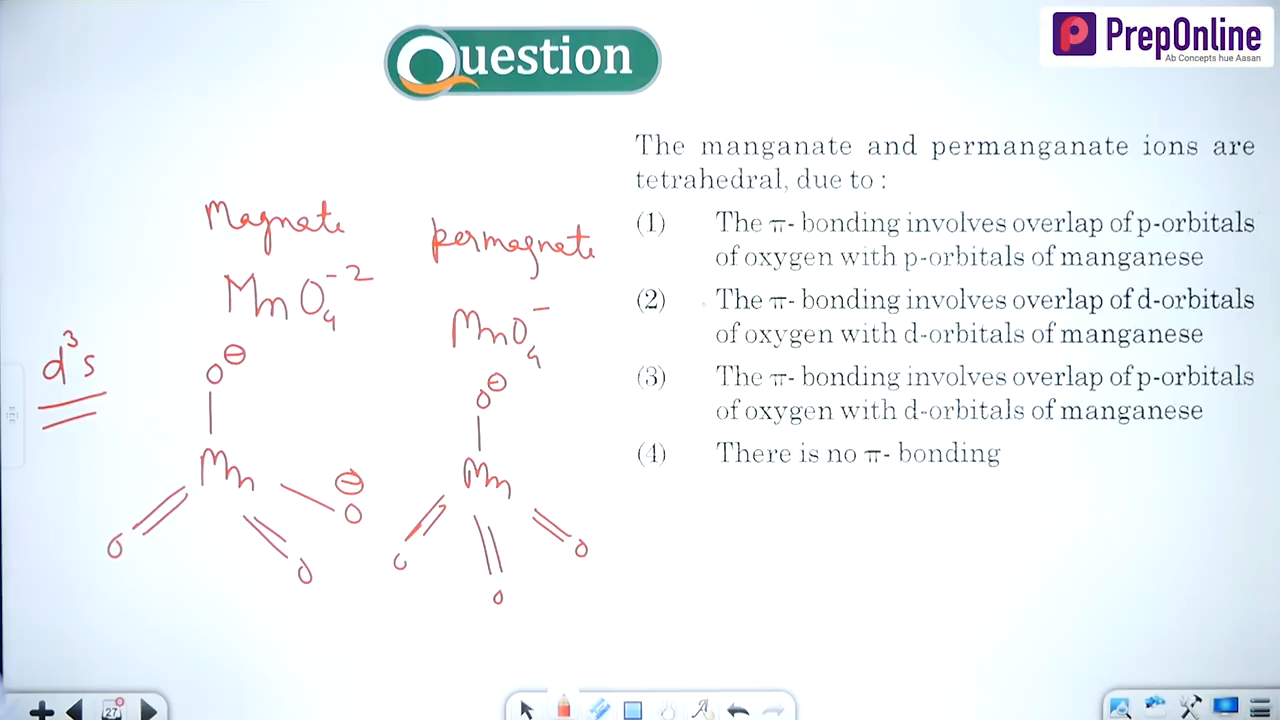 Question
PrepOnline
Ab Concepts hue Aasan
The manganate and permanganate ions are
tetrahedral, due to :
(1) The π- bonding involves overlap of p-orbitals
of oxygen with p-orbitals of manganese
(2) The π- bonding involves overlap of d-orbitals
of oxygen with d-orbitals of manganese
(3) The π- bonding involves overlap of p-orbitals
of oxygen with d-orbitals of manganese
(4) There is no π- bonding
Magnate
MnO₄⁻²
d³s
O⊖
Mn
⊖
O
O
O
permagnate
MnO₄⁻
O⊖
Mn
O
O
O
27